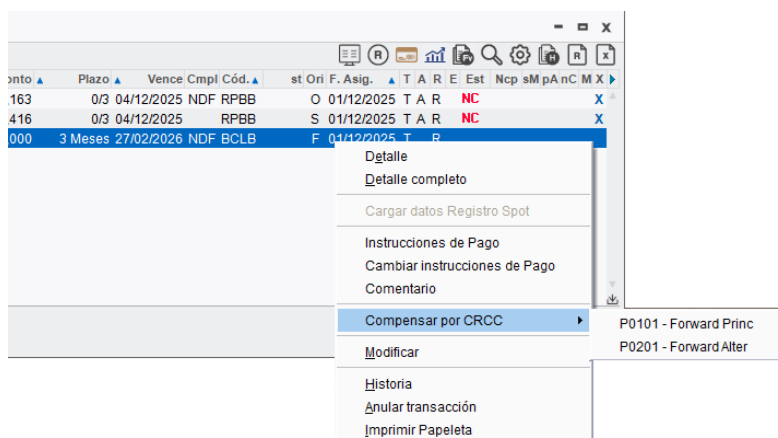 onto Plazo Vence Cmpl Cód. st Ori F. Asig. T A R E Est Ncp sM pA nC M X
,163 0/3 04/12/2025 NDF RPBB O 01/12/2025 T A R NC X
,416 0/3 04/12/2025 RPBB S 01/12/2025 T A R NC X
000 3 Meses 27/02/2026 NDF BCLB F 01/12/2025 T R
Detalle
Detalle completo
Cargar datos Registro Spot
Instrucciones de Pago
Cambiar instrucciones de Pago
Comentario
Compensar por CRCC
P0101 - Forward Princ
P0201 - Forward Alter
Modificar
Historia
Anular transacción
Imprimir Papeleta